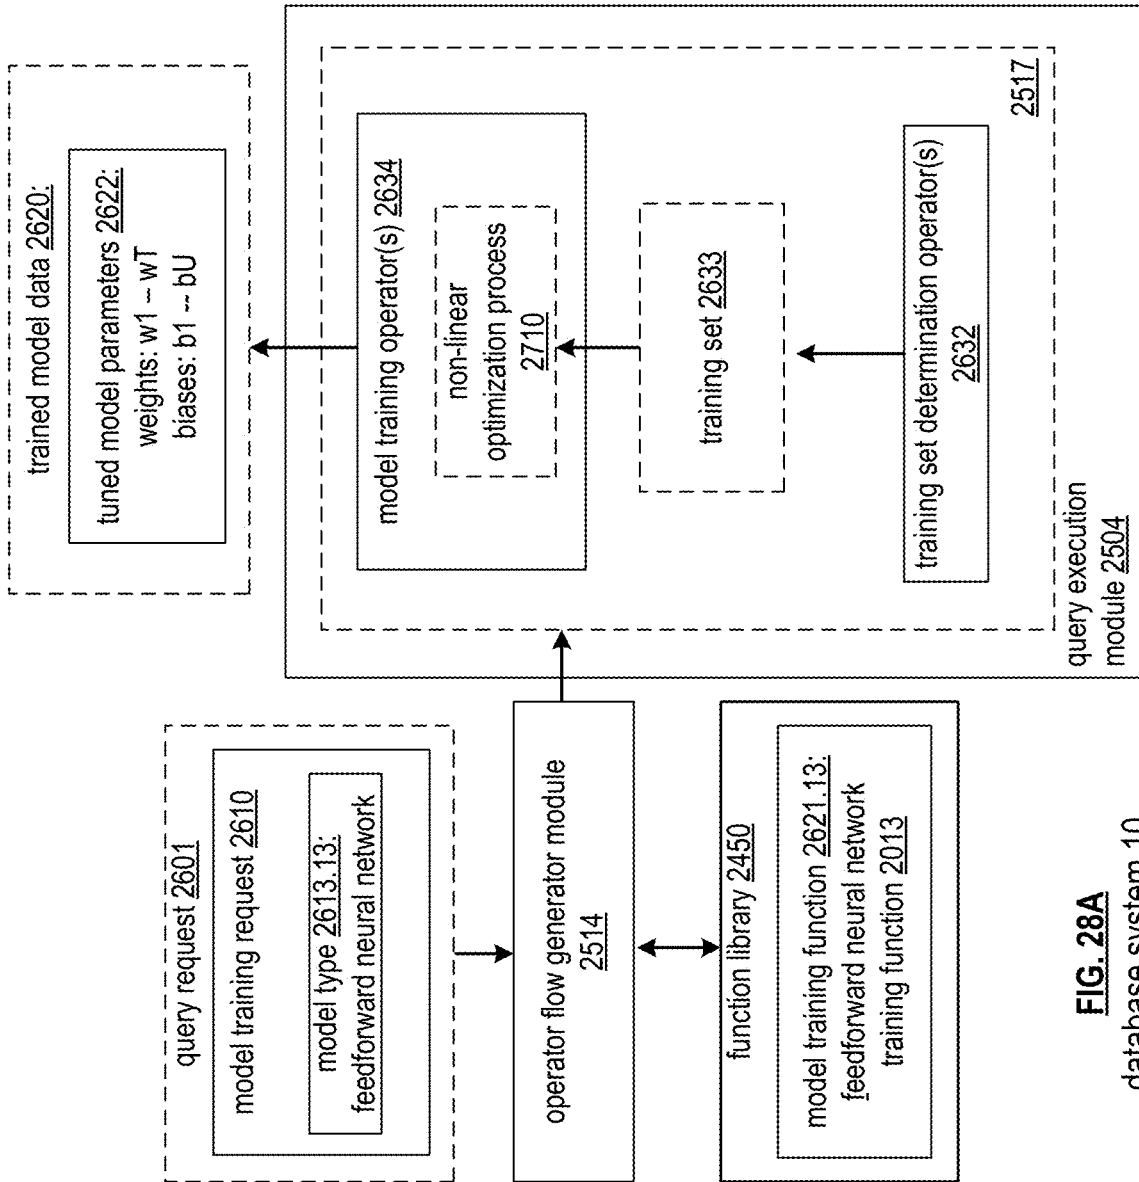 query request 2601
model training request 2610
model type 2613.13:
feedforward neural network
operator flow generator module
2514
function library 2450
model training function 2621.13:
feedforward neural network
training function 2013
trained model data 2620:
tuned model parameters 2622:
weights: w1 – wT
biases: b1 -- bU
model training operator(s) 2634
non-linear
optimization process
2710
training set 2633
training set determination operator(s)
2632
2517
query execution
module 2504
FIG. 28A
database system 10